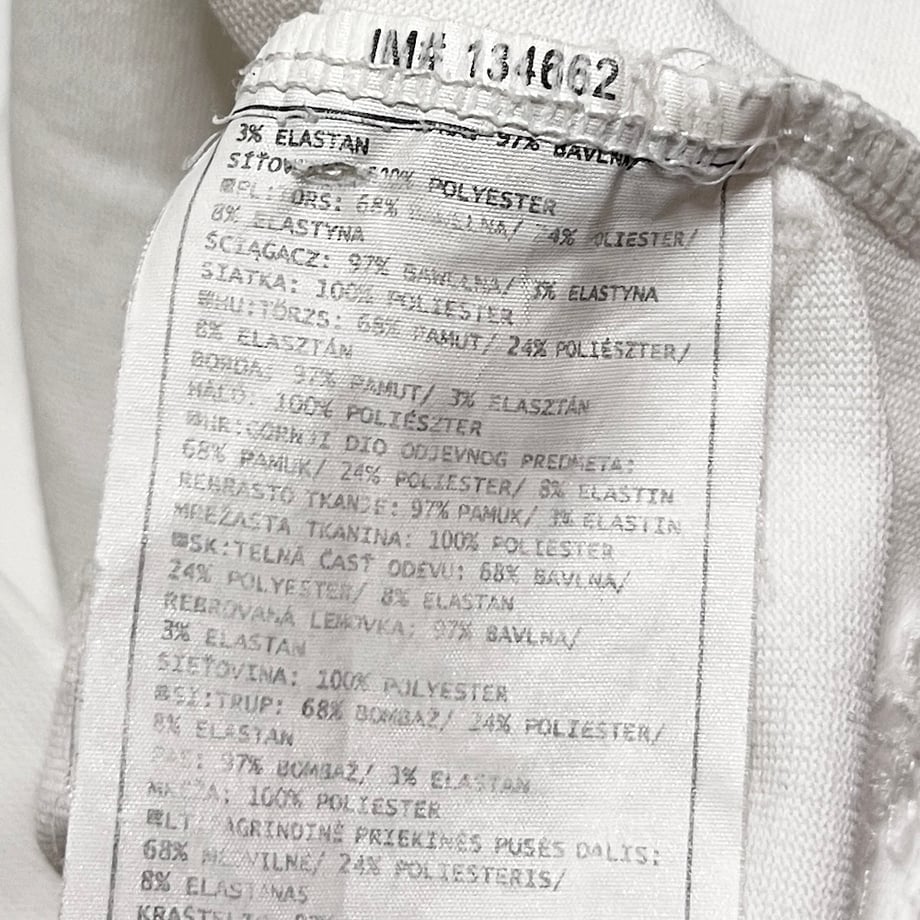 IM# 134662
97% BAVLNA/
3% ELASTAN
100% POLYESTER
PL:TORS: 68% BAWEŁNA/ 24% POLIESTER/
8% ELASTYNA
ŚCIĄGACZ: 97% BAWEŁNA/ 3% ELASTYNA
SIATKA: 100% POLIESTER
HU:TÖRZS: 68% PAMUT/ 24% POLIÉSZTER/
8% ELASZTÁN
BORDA: 97% PAMUT/ 3% ELASZTÁN
HÁLÓ: 100% POLIÉSZTER
HR:GORNJI DIO ODJEVNOG PREDMETA:
68% PAMUK/ 24% POLIESTER/ 8% ELASTIN
REBRASTO TKANJE: 97% PAMUK/ 3% ELASTIN
MREŽASTA TKANINA: 100% POLIESTER
SK:TELNÁ ČASŤ ODEVU: 68% BAVLNA/
24% POLYESTER/ 8% ELASTAN
REBROVANÁ LEMOVKA: 97% BAVLNA/
3% ELASTAN
SIEŤOVINA: 100% POLYESTER
SI:TRUP: 68% BOMBAŽ/ 24% POLIESTER/
8% ELASTAN
97% BOMBAŽ/ 3% ELASTAN
MREŽA: 100% POLIESTER
LT: PAGRINDINĖ PRIEKINĖS PUSĖS DALIS:
68% MEDVILNĖ/ 24% POLIESTERIS/
8% ELASTANAS